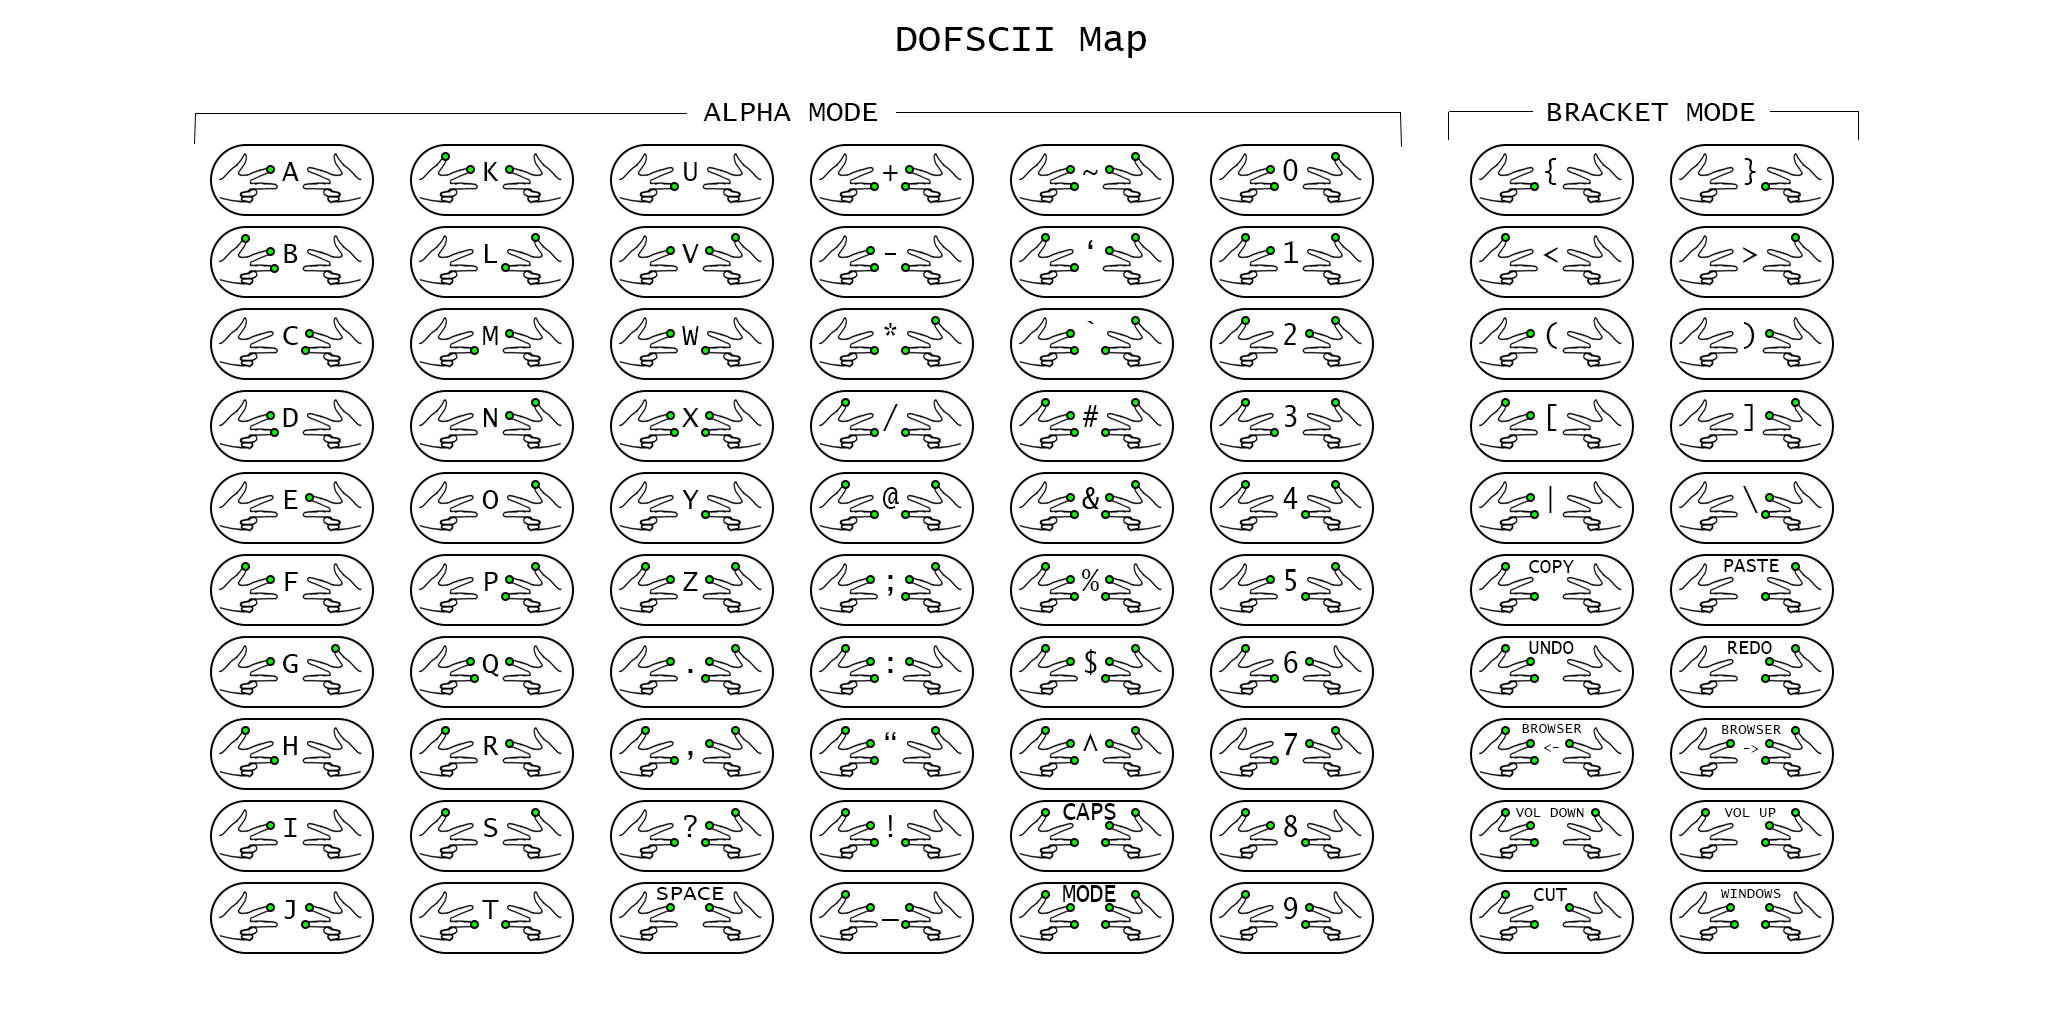 DOFSCII Map
ALPHA MODE BRACKET MODE
A K U + ~ 0 { }
B L V - ‘ 1 < >
C M W * ` 2 ( )
D N X / # 3 [ ]
E O Y @ & 4 | \
F P Z ; % 5 COPY PASTE
G Q . : $ 6 UNDO REDO
H R , “ ^ 7 BROWSER <- BROWSER ->
I S ? ! CAPS 8 VOL DOWN VOL UP
J T SPACE _ MODE 9 CUT WINDOWS